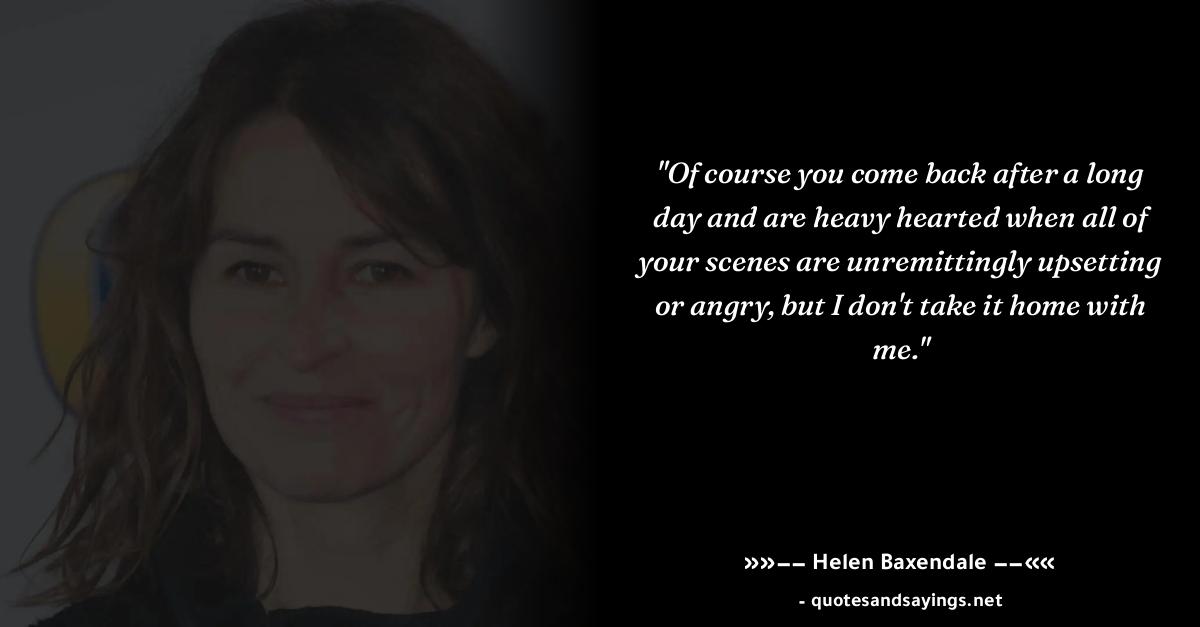 "Of course you come back after a long
day and are heavy hearted when all of
your scenes are unremittingly upsetting
or angry, but I don't take it home with
me."
»»−− Helen Baxendale −−««
- quotesandsayings.net